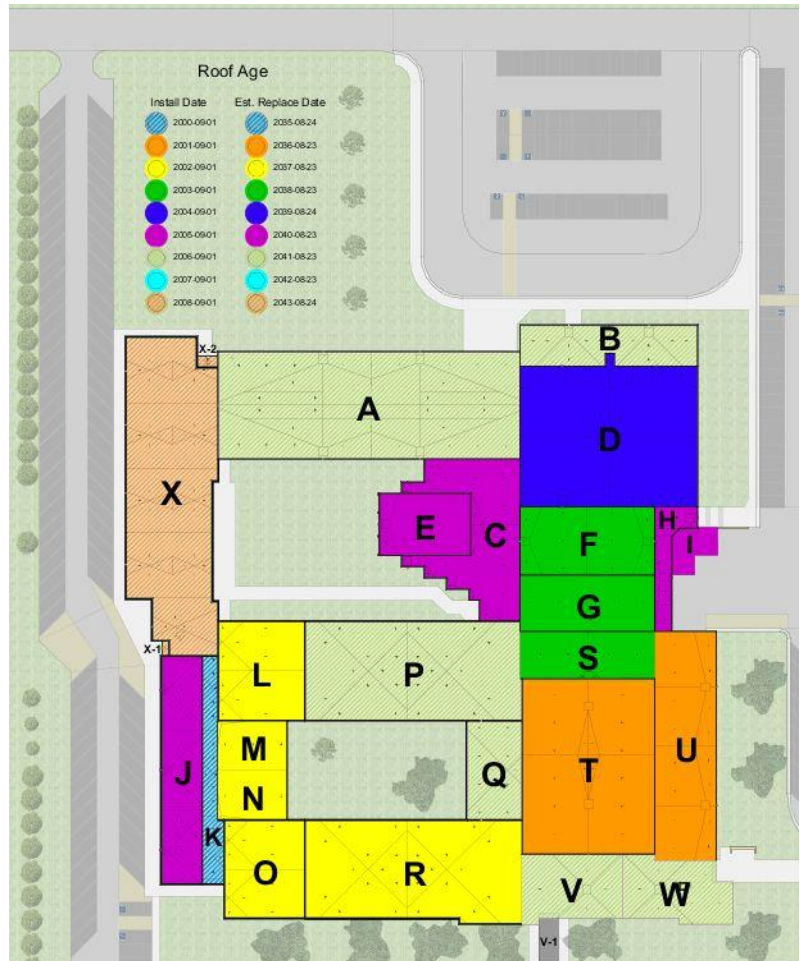 Roof Age
Install Date Est. Replace Date
2000-09-01 2035-08-24
2001-09-01 2036-08-23
2002-09-01 2037-08-23
2003-09-01 2038-08-23
2004-09-01 2039-08-24
2005-09-01 2040-08-23
2006-09-01 2041-08-23
2007-09-01 2042-08-23
2008-09-01 2043-08-24
B
X-2
A
D
X
E
C
F
H
I
G
X-1
S
L
P
J
M
Q
T
U
N
K
O
R
V
W
V-1